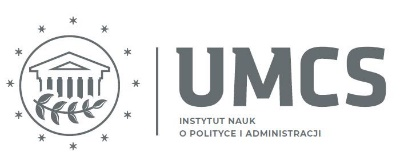 UMCS
INSTYTUT NAUK
O POLITYCE I ADMINISTRACJI